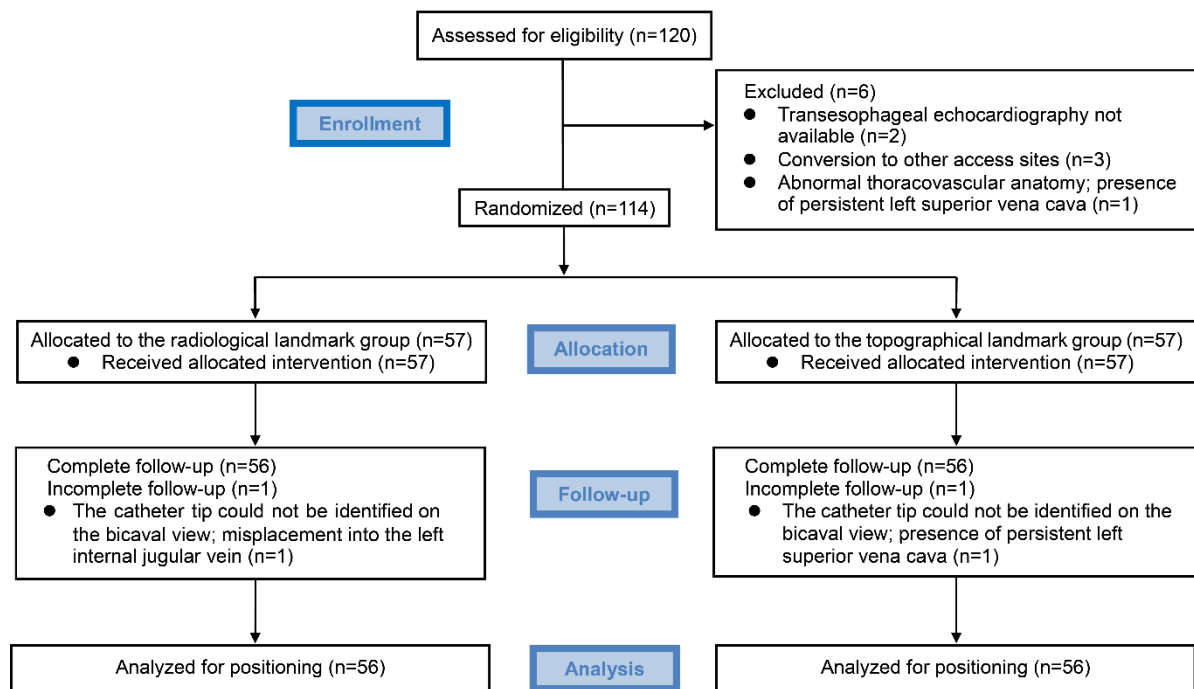 Assessed for eligibility (n=120)
Enrollment
Excluded (n=6)
● Transesophageal echocardiography not
available (n=2)
● Conversion to other access sites (n=3)
● Abnormal thoracovascular anatomy; presence
of persistent left superior vena cava (n=1)
Randomized (n=114)
Allocated to the radiological landmark group (n=57)
● Received allocated intervention (n=57)
Allocation
Allocated to the topographical landmark group (n=57)
● Received allocated intervention (n=57)
Complete follow-up (n=56)
Incomplete follow-up (n=1)
● The catheter tip could not be identified on
the bicaval view; misplacement into the left
internal jugular vein (n=1)
Follow-up
Complete follow-up (n=56)
Incomplete follow-up (n=1)
● The catheter tip could not be identified on the
bicaval view; presence of persistent left
superior vena cava (n=1)
Analyzed for positioning (n=56)
Analysis
Analyzed for positioning (n=56)